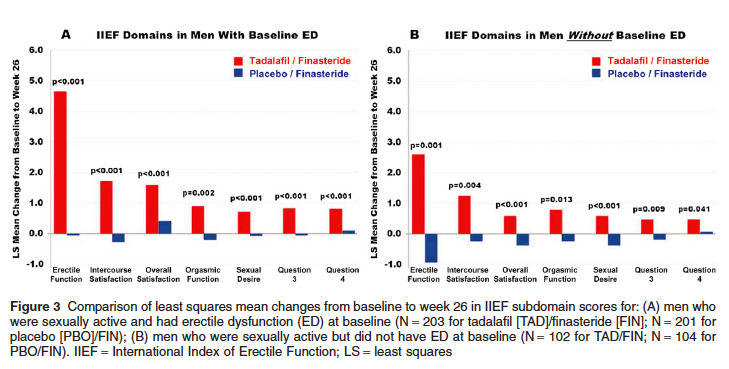 A IIEF Domains in Men With Baseline ED
LS Mean Change from Baseline to Week 26
6.0
5.0
4.0
3.0
2.0
1.0
0.0
-1.0
Tadalafil / Finasteride
Placebo / Finasteride
p<0.001
p<0.001
p<0.001
p=0.002
p<0.001
p<0.001
p<0.001
Erectile Intercourse Overall Orgasmic Sexual Question Question
Function Satisfaction Satisfaction Function Desire 3 4
B IIEF Domains in Men Without Baseline ED
LS Mean Change from Baseline to Week 26
6.0
5.0
4.0
3.0
2.0
1.0
0.0
-1.0
Tadalafil / Finasteride
Placebo / Finasteride
p=0.001
p=0.004
p<0.001
p=0.013
p<0.001
p=0.009
p=0.041
Erectile Intercourse Overall Orgasmic Sexual Question Question
Function Satisfaction Satisfaction Function Desire 3 4
Figure 3 Comparison of least squares mean changes from baseline to week 26 in IIEF subdomain scores for: (A) men who
were sexually active and had erectile dysfunction (ED) at baseline (N = 203 for tadalafil [TAD]/finasteride [FIN]; N = 201 for
placebo [PBO]/FIN); (B) men who were sexually active but did not have ED at baseline (N = 102 for TAD/FIN; N = 104 for
PBO/FIN). IIEF = International Index of Erectile Function; LS = least squares